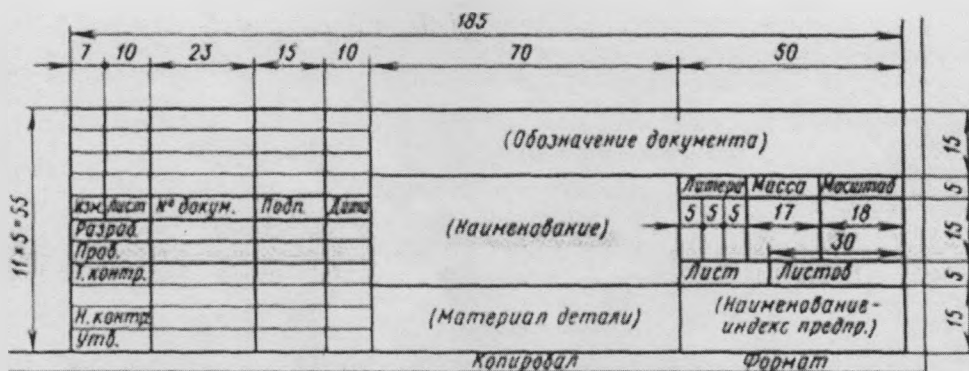 185
7 10 23 15 10 70 50
(Обозначение документа)
15
Литера Масса Масштаб
5
11×5=55
Изм. Лист № докум. Подп. Дата
5 5 5 17 18
Разраб.
(Наименование)
15
Пров.
30
Т. контр.
Лист Листов
5
(Материал детали)
(Наименование-
индекс предпр.)
15
Н. контр.
Утв.
Копировал Формат